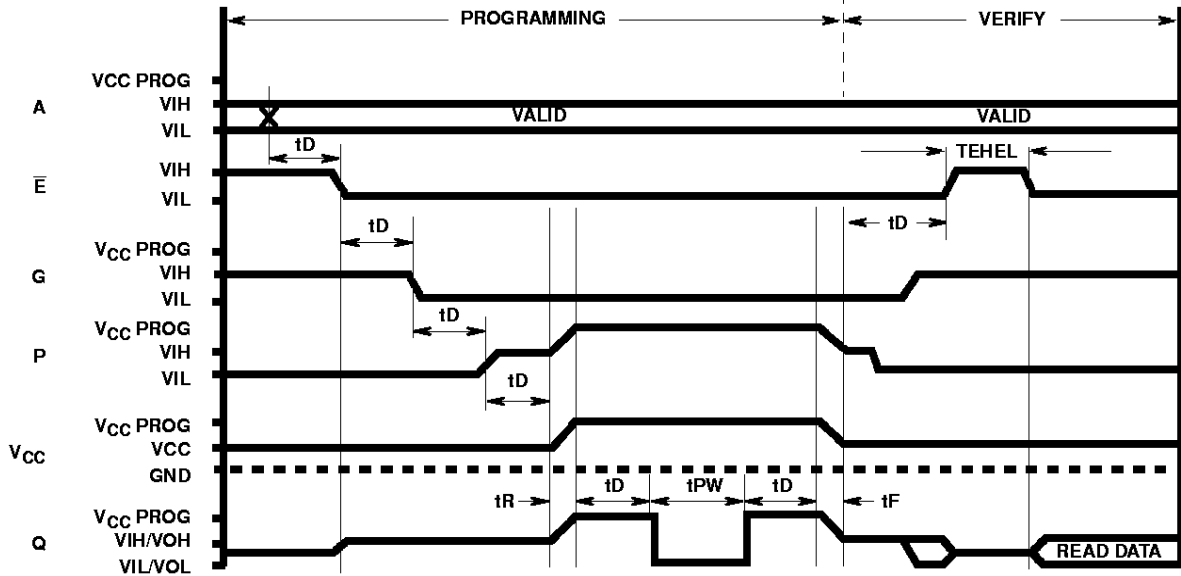 PROGRAMMING VERIFY
VCC PROG
A VIH VALID VALID
VIL
tD TEHEL
E VIH
VIL
tD tD
VCC PROG
G VIH
VIL
tD
VCC PROG
P VIH
VIL
tD
VCC PROG
VCC VCC
GND
tR tD tPW tD tF
VCC PROG
Q VIH/VOH
READ DATA
VIL/VOL